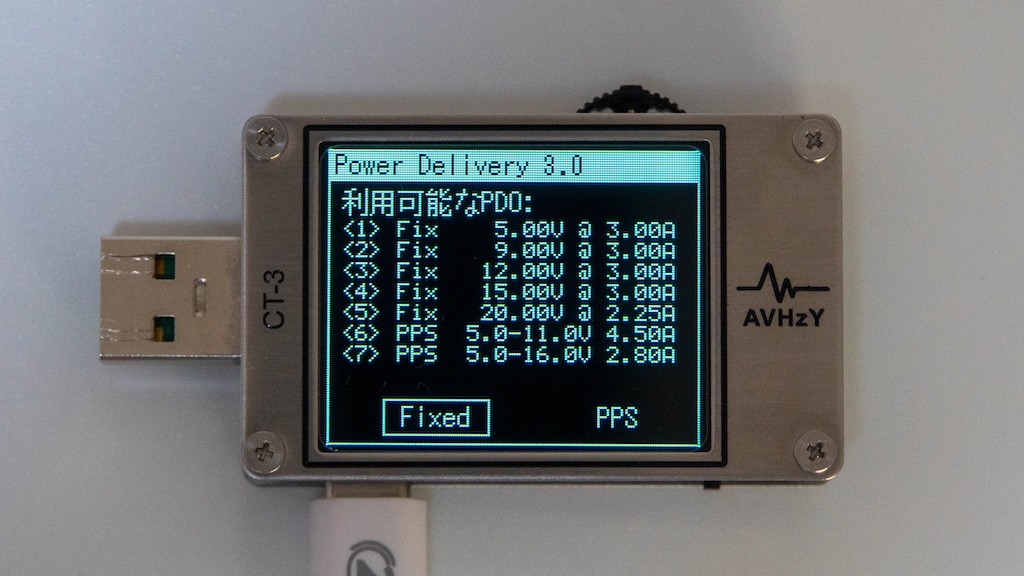 Power Delivery 3.0
利用可能なPDO:
<1> Fix 5.00V @ 3.00A
<2> Fix 9.00V @ 3.00A
<3> Fix 12.00V @ 3.00A
<4> Fix 15.00V @ 3.00A
<5> Fix 20.00V @ 2.25A
<6> PPS 5.0-11.0V 4.50A
<7> PPS 5.0-16.0V 2.80A
Fixed PPS
CT-3
AVHzY